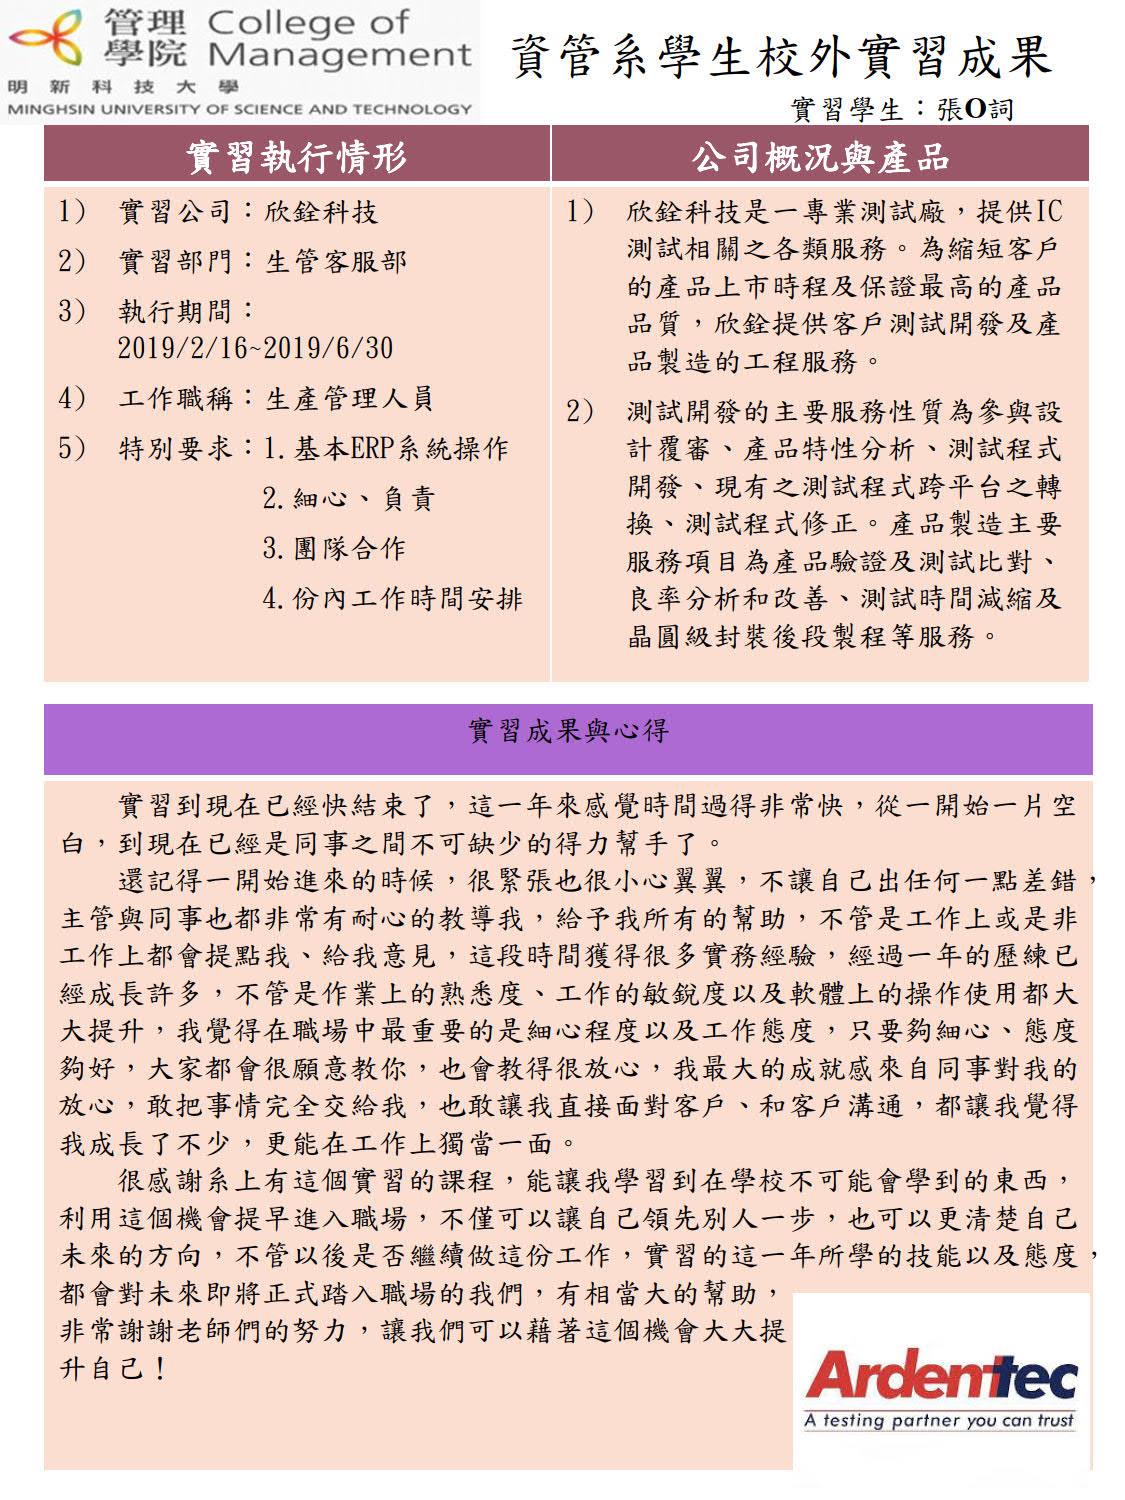 管理 College of
學院 Management
明新科技大學
MINGHSIN UNIVERSITY OF SCIENCE AND TECHNOLOGY
資管系學生校外實習成果
實習學生：張O詞
實習執行情形
1) 實習公司：欣銓科技
2) 實習部門：生管客服部
3) 執行期間：
2019/2/16~2019/6/30
4) 工作職稱：生產管理人員
5) 特別要求：1.基本ERP系統操作
2.細心、負責
3.團隊合作
4.份內工作時間安排
公司概況與產品
1) 欣銓科技是一專業測試廠，提供IC
測試相關之各類服務。為縮短客戶
的產品上市時程及保證最高的產品
品質，欣銓提供客戶測試開發及產
品製造的工程服務。
2) 測試開發的主要服務性質為參與設
計覆審、產品特性分析、測試程式
開發、現有之測試程式跨平台之轉
換、測試程式修正。產品製造主要
服務項目為產品驗證及測試比對、
良率分析和改善、測試時間減縮及
晶圓級封裝後段製程等服務。
實習成果與心得
實習到現在已經快結束了，這一年來感覺時間過得非常快，從一開始一片空
白，到現在已經是同事之間不可缺少的得力幫手了。
還記得一開始進來的時候，很緊張也很小心翼翼，不讓自己出任何一點差錯，
主管與同事也都非常有耐心的教導我，給予我所有的幫助，不管是工作上或是非
工作上都會提點我、給我意見，這段時間獲得很多實務經驗，經過一年的歷練已
經成長許多，不管是作業上的熟悉度、工作的敏銳度以及軟體上的操作使用都大
大提升，我覺得在職場中最重要的是細心程度以及工作態度，只要夠細心、態度
夠好，大家都會很願意教你，也會教得很放心，我最大的成就感來自同事對我的
放心，敢把事情完全交給我，也敢讓我直接面對客戶、和客戶溝通，都讓我覺得
我成長了不少，更能在工作上獨當一面。
很感謝系上有這個實習的課程，能讓我學習到在學校不可能會學到的東西，
利用這個機會提早進入職場，不僅可以讓自己領先別人一步，也可以更清楚自己
未來的方向，不管以後是否繼續做這份工作，實習的這一年所學的技能以及態度，
都會對未來即將正式踏入職場的我們，有相當大的幫助，
非常謝謝老師們的努力，讓我們可以藉著這個機會大大提
升自己！
Ardentec
A testing partner you can trust